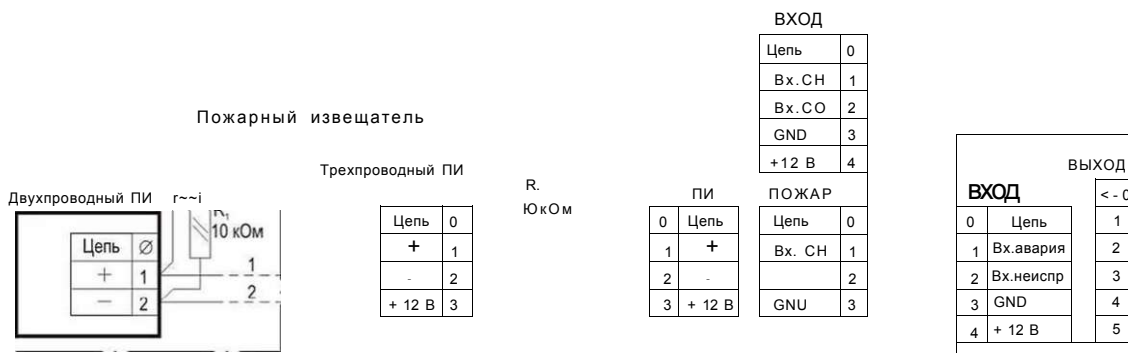 ВХОД
Цепь 0
Вх.СН 1
Вх.СО 2
GND 3
+12 В 4
Пожарный извещатель
Трехпроводный ПИ
Двухпроводный ПИ r~~i
R₁
10 кОм
Цепь ∅
+ 1
− 2
1
2
Цепь 0
+ 1
- 2
+ 12 В 3
R.
ЮкОм
ПИ
0 Цепь
1 +
2 -
3 + 12 В
ПОЖАР
Цепь 0
Вх. СН 1
2
GNU 3
ВЫХОД
ВХОД
0 Цепь
1 Вх.авария
2 Вх.неиспр
3 GND
4 + 12 В
< - 0
1
2
3
4
5